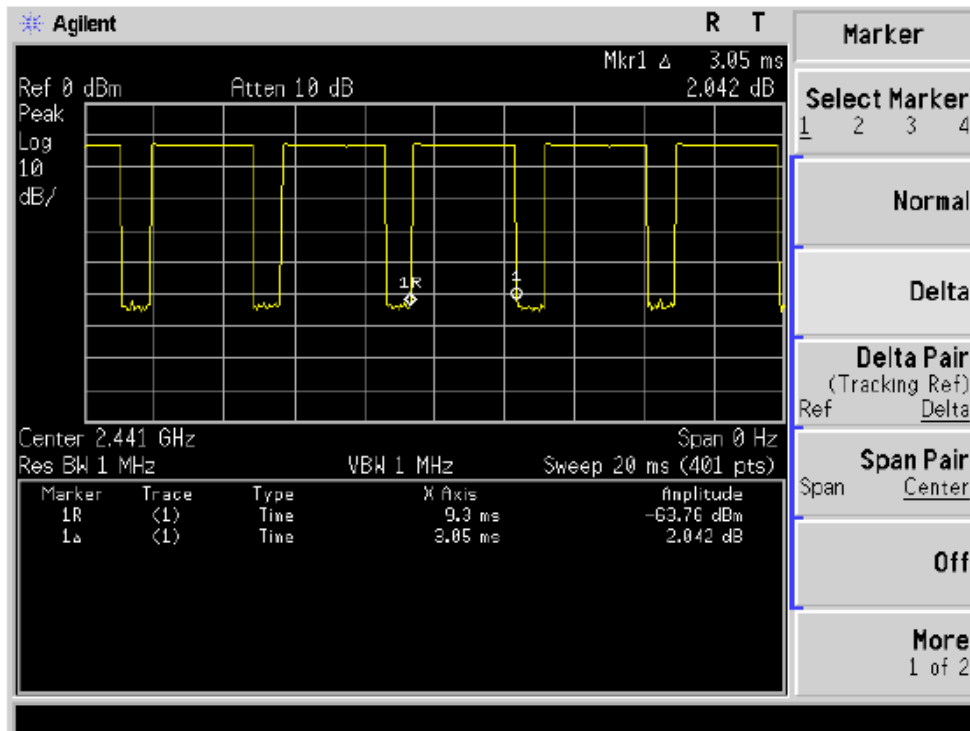 Agilent R T
Mkr1 Δ 3.05 ms
Ref 0 dBm Atten 10 dB 2.042 dB
Peak
Log
10
dB/
1R
1
Center 2.441 GHz Span 0 Hz
Res BW 1 MHz VBW 1 MHz Sweep 20 ms (401 pts)
Marker Trace Type X Axis Amplitude
1R (1) Time 9.3 ms -63.76 dBm
1Δ (1) Time 3.05 ms 2.042 dB
Marker
Select Marker
1 2 3 4
Normal
Delta
Delta Pair
(Tracking Ref)
Ref Delta
Span Pair
Span Center
Off
More
1 of 2